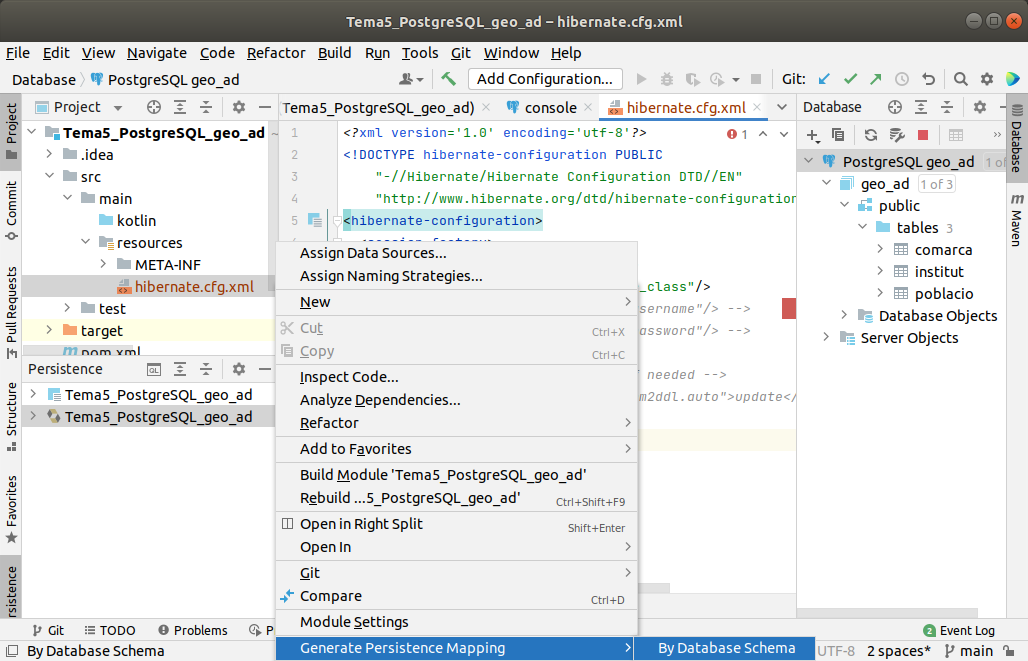 Tema5_PostgreSQL_geo_ad – hibernate.cfg.xml
File Edit View Navigate Code Refactor Build Run Tools Git Window Help
Database PostgreSQL geo_ad Add Configuration... Git:
Project
Tema5_PostgreSQL_geo_ad
.idea
src
main
kotlin
resources
META-INF
hibernate.cfg.xml
test
target
pom.xml
Persistence
Tema5_PostgreSQL_geo_ad
Tema5_PostgreSQL_geo_ad
Project
Commit
Pull Requests
Structure
Favorites
rsistence
Tema5_PostgreSQL_geo_ad) console hibernate.cfg.xml
1 <?xml version='1.0' encoding='utf-8'?> 1
2 <!DOCTYPE hibernate-configuration PUBLIC
3 "-//Hibernate/Hibernate Configuration DTD//EN"
4 "http://www.hibernate.org/dtd/hibernate-configuration
5 <hibernate-configuration>
_class"/>
sername"/> -->
assword"/> -->
needed -->
m2ddl.auto">update</
Assign Data Sources...
Assign Naming Strategies...
New
Cut Ctrl+X
Copy Ctrl+C
Inspect Code...
Analyze Dependencies...
Refactor
Add to Favorites
Build Module 'Tema5_PostgreSQL_geo_ad'
Rebuild ...5_PostgreSQL_geo_ad' Ctrl+Shift+F9
Open in Right Split Shift+Enter
Open In
Git
Compare Ctrl+D
Module Settings
Generate Persistence Mapping By Database Schema
Database
PostgreSQL geo_ad 1 of
geo_ad 1 of 3
public
tables 3
comarca
institut
poblacio
Database Objects
Server Objects
Database
Maven
Git TODO Problems P Event Log
2
By Database Schema UTF-8 2 spaces* main